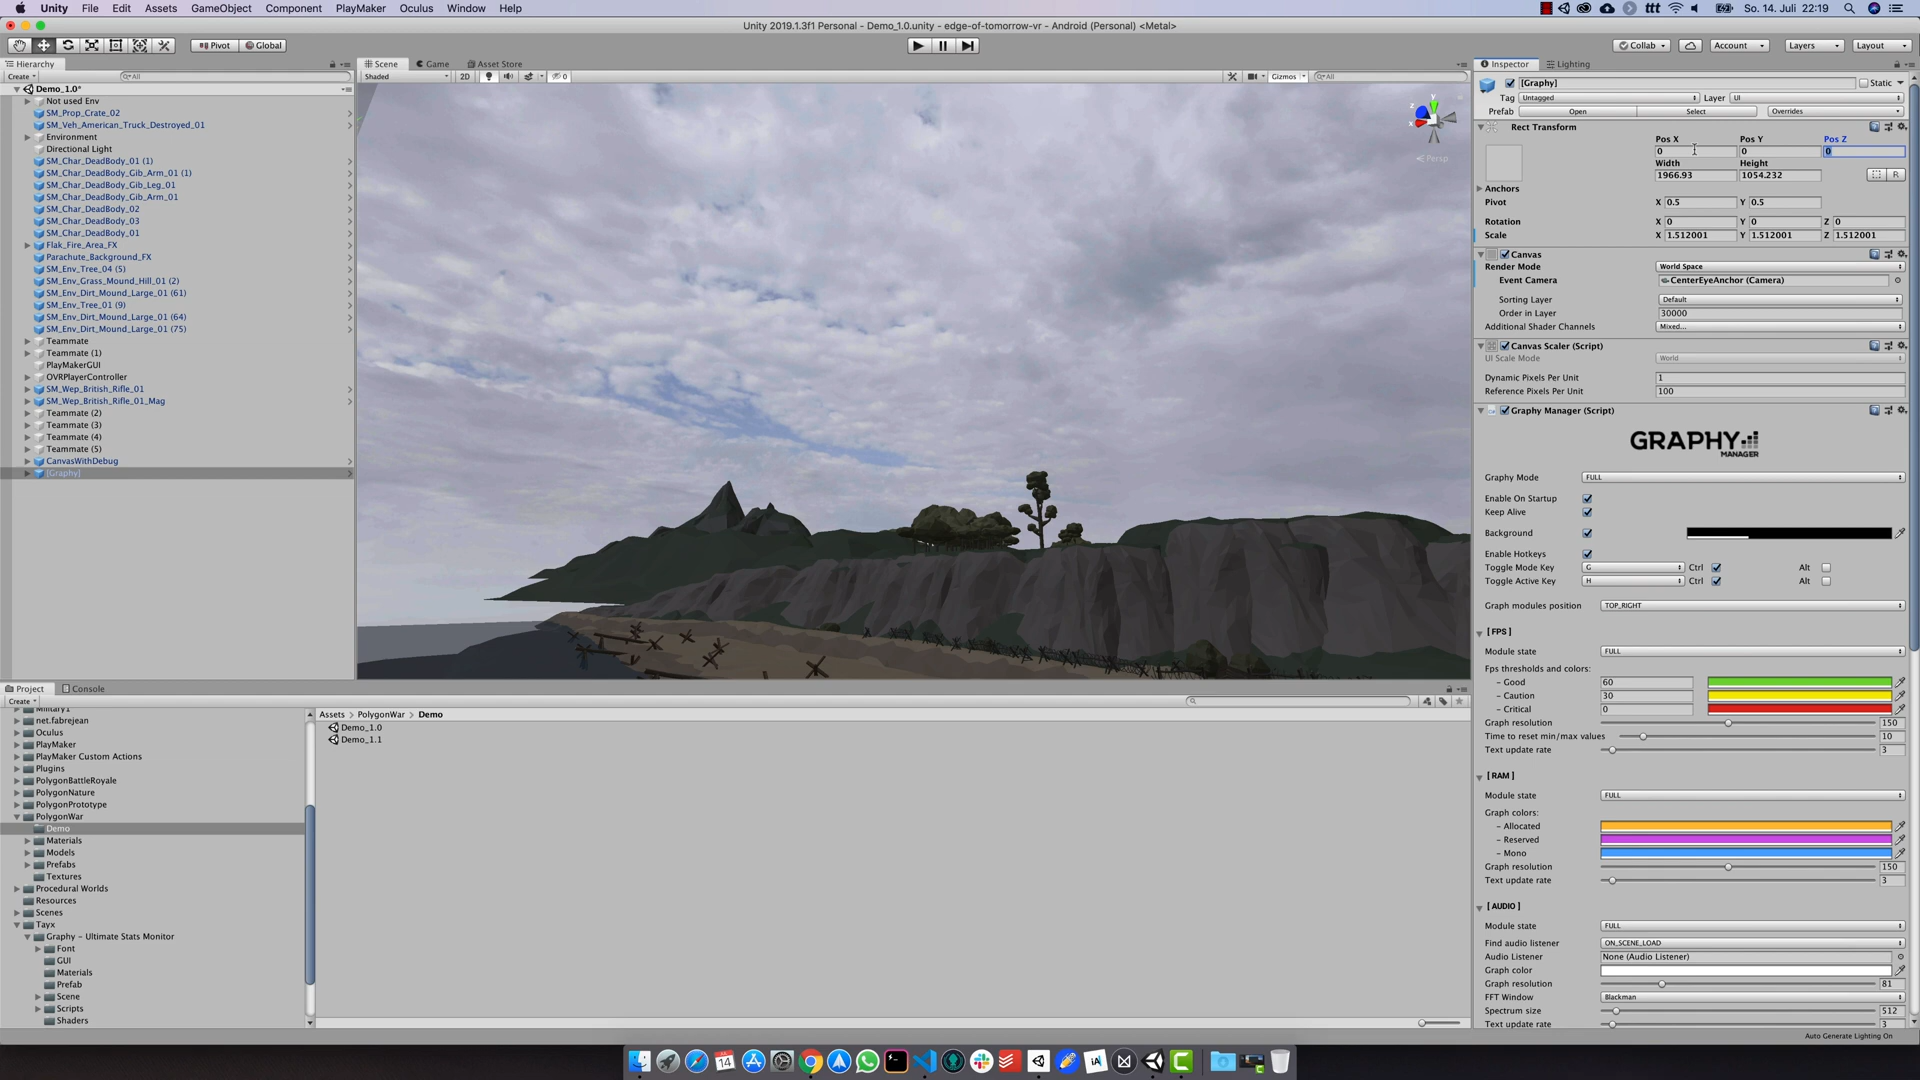 Unity File Edit Assets GameObject Component PlayMaker Oculus Window Help
So. 14. Juli 22:19
Unity 2019.1.3f1 Personal - Demo_1.0.unity - edge-of-tomorrow-vr - Android (Personal) <Metal>
Pivot Global
Collab Account Layers Layout
Hierarchy
Create All
Demo_1.0*
Not used Env
SM_Prop_Crate_02
SM_Veh_American_Truck_Destroyed_01
Environment
Directional Light
SM_Char_DeadBody_01 (1)
SM_Char_DeadBody_Gib_Arm_01 (1)
SM_Char_DeadBody_Gib_Leg_01
SM_Char_DeadBody_Gib_Arm_01
SM_Char_DeadBody_02
SM_Char_DeadBody_03
SM_Char_DeadBody_01
Flak_Fire_Area_FX
Parachute_Background_FX
SM_Env_Tree_04 (5)
SM_Env_Grass_Mound_Hill_01 (2)
SM_Env_Dirt_Mound_Large_01 (61)
SM_Env_Tree_01 (9)
SM_Env_Dirt_Mound_Large_01 (64)
SM_Env_Dirt_Mound_Large_01 (75)
Teammate
Teammate (1)
PlayMakerGUI
OVRPlayerController
SM_Wep_British_Rifle_01
SM_Wep_British_Rifle_01_Mag
Teammate (2)
Teammate (3)
Teammate (4)
Teammate (5)
CanvasWithDebug
[Graphy]
Scene Game Asset Store
Shaded 2D 0 Gizmos All
y
z
x
Persp
Project Console
Create
Military1
net.fabrejean
Oculus
PlayMaker
PlayMaker Custom Actions
Plugins
PolygonBattleRoyale
PolygonNature
PolygonPrototype
PolygonWar
Demo
Materials
Models
Prefabs
Textures
Procedural Worlds
Resources
Scenes
Tayx
Graphy - Ultimate Stats Monitor
Font
GUI
Materials
Prefab
Scene
Scripts
Shaders
Assets PolygonWar Demo
Demo_1.0
Demo_1.1
Inspector Lighting
[Graphy] Static
Tag Untagged Layer UI
Prefab Open Select Overrides
Rect Transform
Pos X Pos Y Pos Z
0 0 0
Width Height
1966.93 1054.232 R
Anchors
Pivot X 0.5 Y 0.5
Rotation X 0 Y 0 Z 0
Scale X 1.512001 Y 1.512001 Z 1.512001
Canvas
Render Mode World Space
Event Camera CenterEyeAnchor (Camera)
Sorting Layer Default
Order in Layer 30000
Additional Shader Channels Mixed...
Canvas Scaler (Script)
UI Scale Mode World
Dynamic Pixels Per Unit 1
Reference Pixels Per Unit 100
Graphy Manager (Script)
GRAPHY
MANAGER
Graphy Mode FULL
Enable On Startup
Keep Alive
Background
Enable Hotkeys
Toggle Mode Key G Ctrl Alt
Toggle Active Key H Ctrl Alt
Graph modules position TOP_RIGHT
[ FPS ]
Module state FULL
Fps thresholds and colors:
- Good 60
- Caution 30
- Critical 0
Graph resolution 150
Time to reset min/max values 10
Text update rate 3
[ RAM ]
Module state FULL
Graph colors:
- Allocated
- Reserved
- Mono
Graph resolution 150
Text update rate 3
[ AUDIO ]
Module state FULL
Find audio listener ON_SCENE_LOAD
Audio Listener None (Audio Listener)
Graph color
Graph resolution 81
FFT Window Blackman
Spectrum size 512
Text update rate 3
Auto Generate Lighting On
14
iA